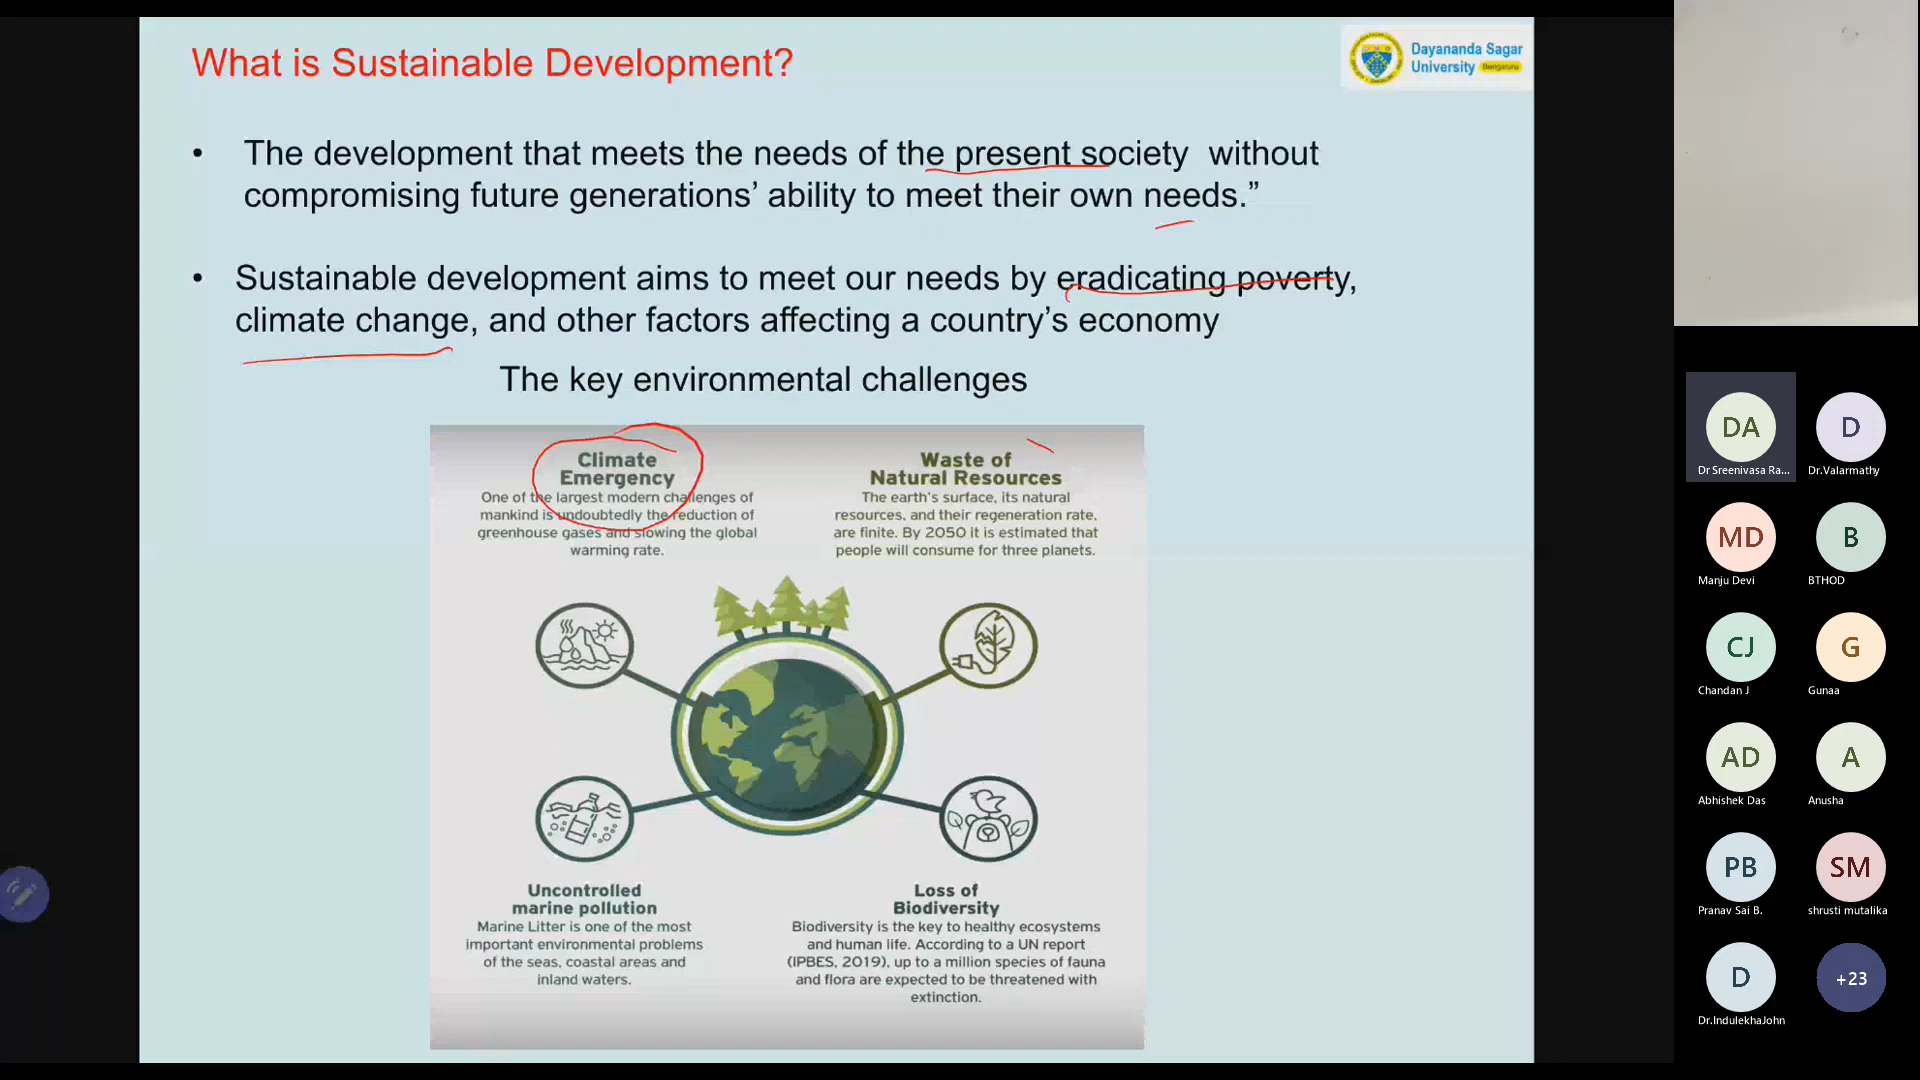 What is Sustainable Development?
Dayananda Sagar
University Bengaluru
• The development that meets the needs of the present society without
compromising future generations’ ability to meet their own needs.”
• Sustainable development aims to meet our needs by eradicating poverty,
climate change, and other factors affecting a country’s economy
The key environmental challenges
Climate
Emergency
One of the largest modern challenges of
mankind is undoubtedly the reduction of
greenhouse gases and slowing the global
warming rate.
Waste of
Natural Resources
The earth's surface, its natural
resources, and their regeneration rate,
are finite. By 2050 it is estimated that
people will consume for three planets.
Uncontrolled
marine pollution
Marine Litter is one of the most
important environmental problems
of the seas, coastal areas and
inland waters.
Loss of
Biodiversity
Biodiversity is the key to healthy ecosystems
and human life. According to a UN report
(IPBES, 2019), up to a million species of fauna
and flora are expected to be threatened with
extinction.
DA
Dr Sreenivasa Ra...
D
Dr.Valarmathy
MD
Manju Devi
B
BTHOD
CJ
Chandan J
G
Gunaa
AD
Abhishek Das
A
Anusha
PB
Pranav Sai B.
SM
shrusti mutalika
D
Dr.IndulekhaJohn
+23